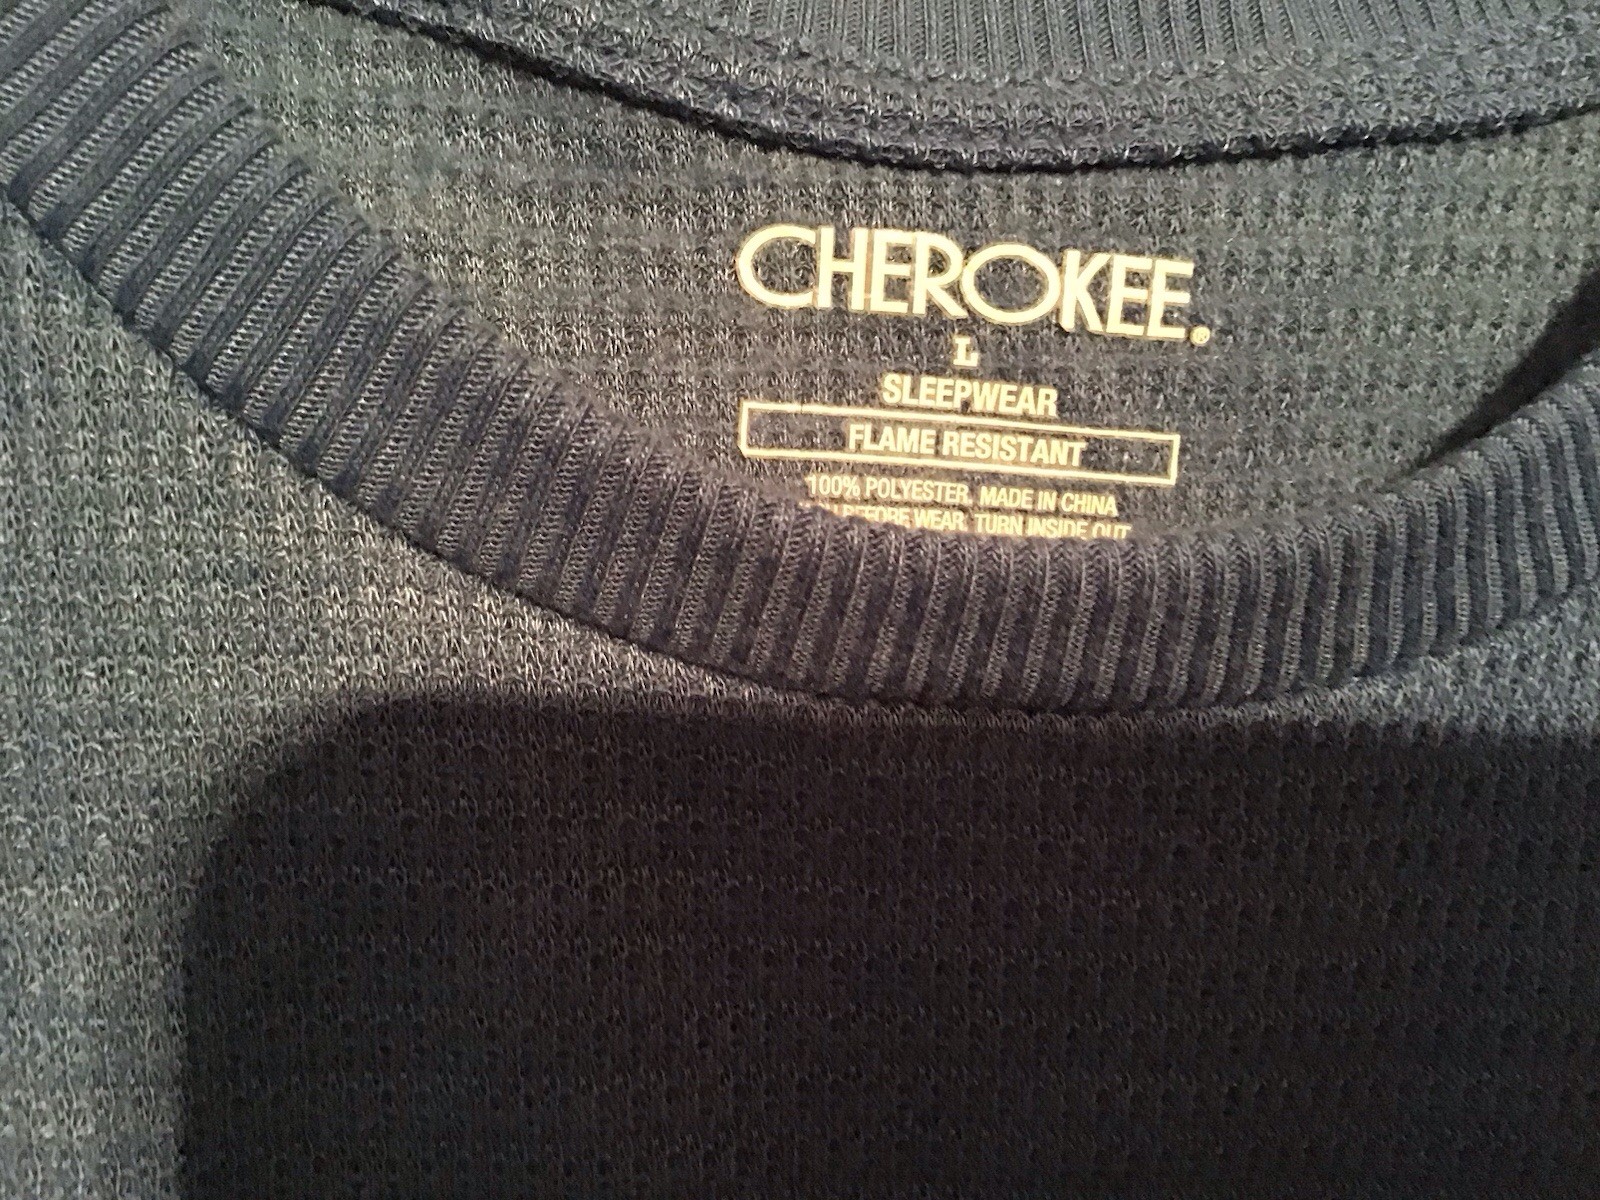 CHEROKEE®
L
SLEEPWEAR
FLAME RESISTANT
100% POLYESTER. MADE IN CHINA
BEFORE WEAR. TURN INSIDE OUT